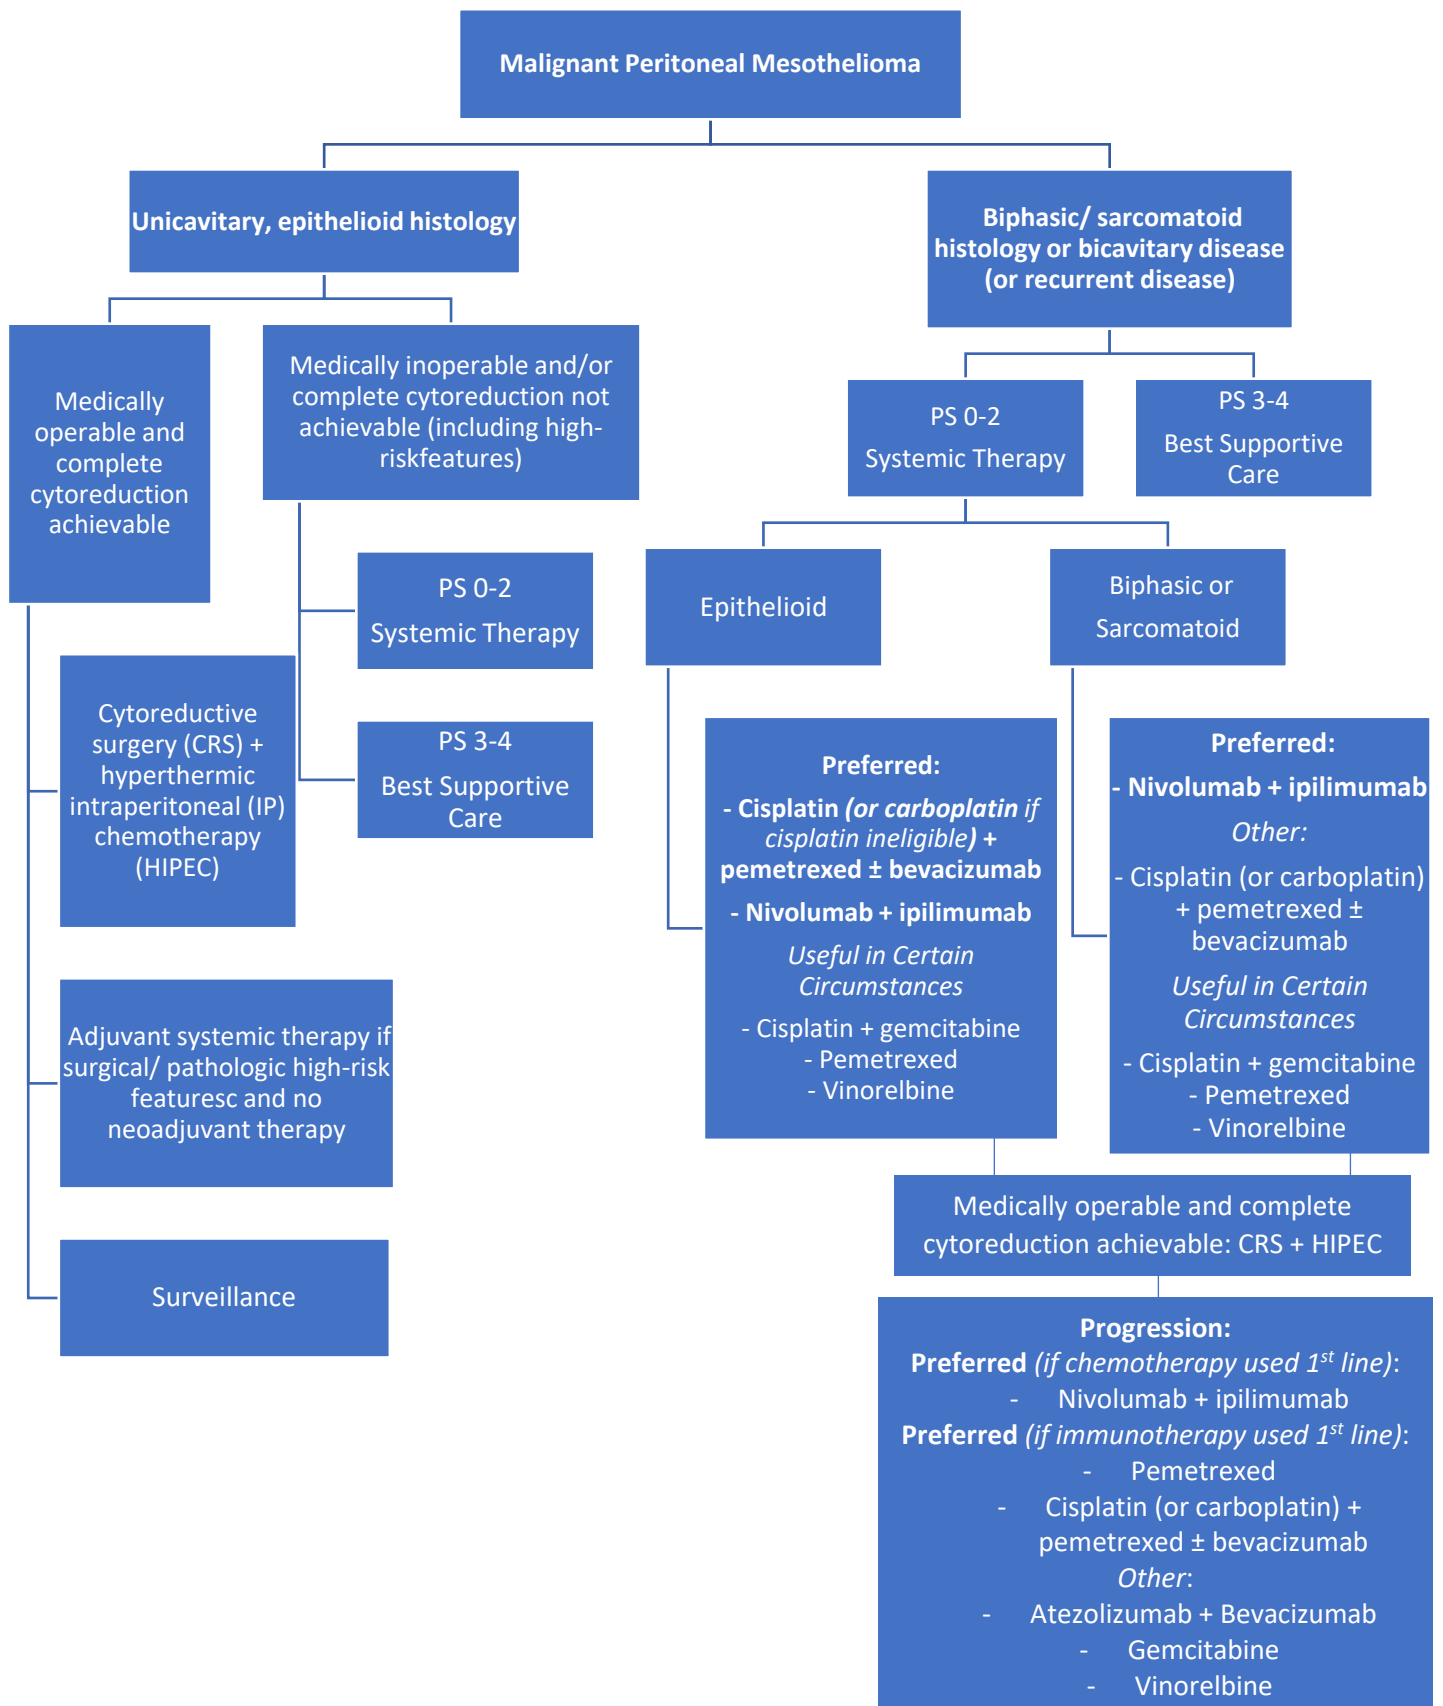 Malignant Peritoneal Mesothelioma
Unicavitary, epithelioid histology
Biphasic/ sarcomatoid
histology or bicavitary disease
(or recurrent disease)
Medically
operable and
complete
cytoreduction
achievable
Medically inoperable and/or
complete cytoreduction not
achievable (including high-
riskfeatures)
PS 0-2
Systemic Therapy
PS 3-4
Best Supportive
Care
PS 0-2
Systemic Therapy
PS 3-4
Best Supportive
Care
Cytoreductive
surgery (CRS) +
hyperthermic
intraperitoneal (IP)
chemotherapy
(HIPEC)
Adjuvant systemic therapy if
surgical/ pathologic high-risk
featuresc and no
neoadjuvant therapy
Surveillance
Epithelioid
Biphasic or
Sarcomatoid
Preferred:
- Cisplatin (or carboplatin if
cisplatin ineligible) +
pemetrexed ± bevacizumab
- Nivolumab + ipilimumab
Useful in Certain
Circumstances
- Cisplatin + gemcitabine
- Pemetrexed
- Vinorelbine
Preferred:
- Nivolumab + ipilimumab
Other:
- Cisplatin (or carboplatin)
+ pemetrexed ±
bevacizumab
Useful in Certain
Circumstances
- Cisplatin + gemcitabine
- Pemetrexed
- Vinorelbine
Medically operable and complete
cytoreduction achievable: CRS + HIPEC
Progression:
Preferred (if chemotherapy used 1st line):
- Nivolumab + ipilimumab
Preferred (if immunotherapy used 1st line):
- Pemetrexed
- Cisplatin (or carboplatin) +
pemetrexed ± bevacizumab
Other:
- Atezolizumab + Bevacizumab
- Gemcitabine
- Vinorelbine